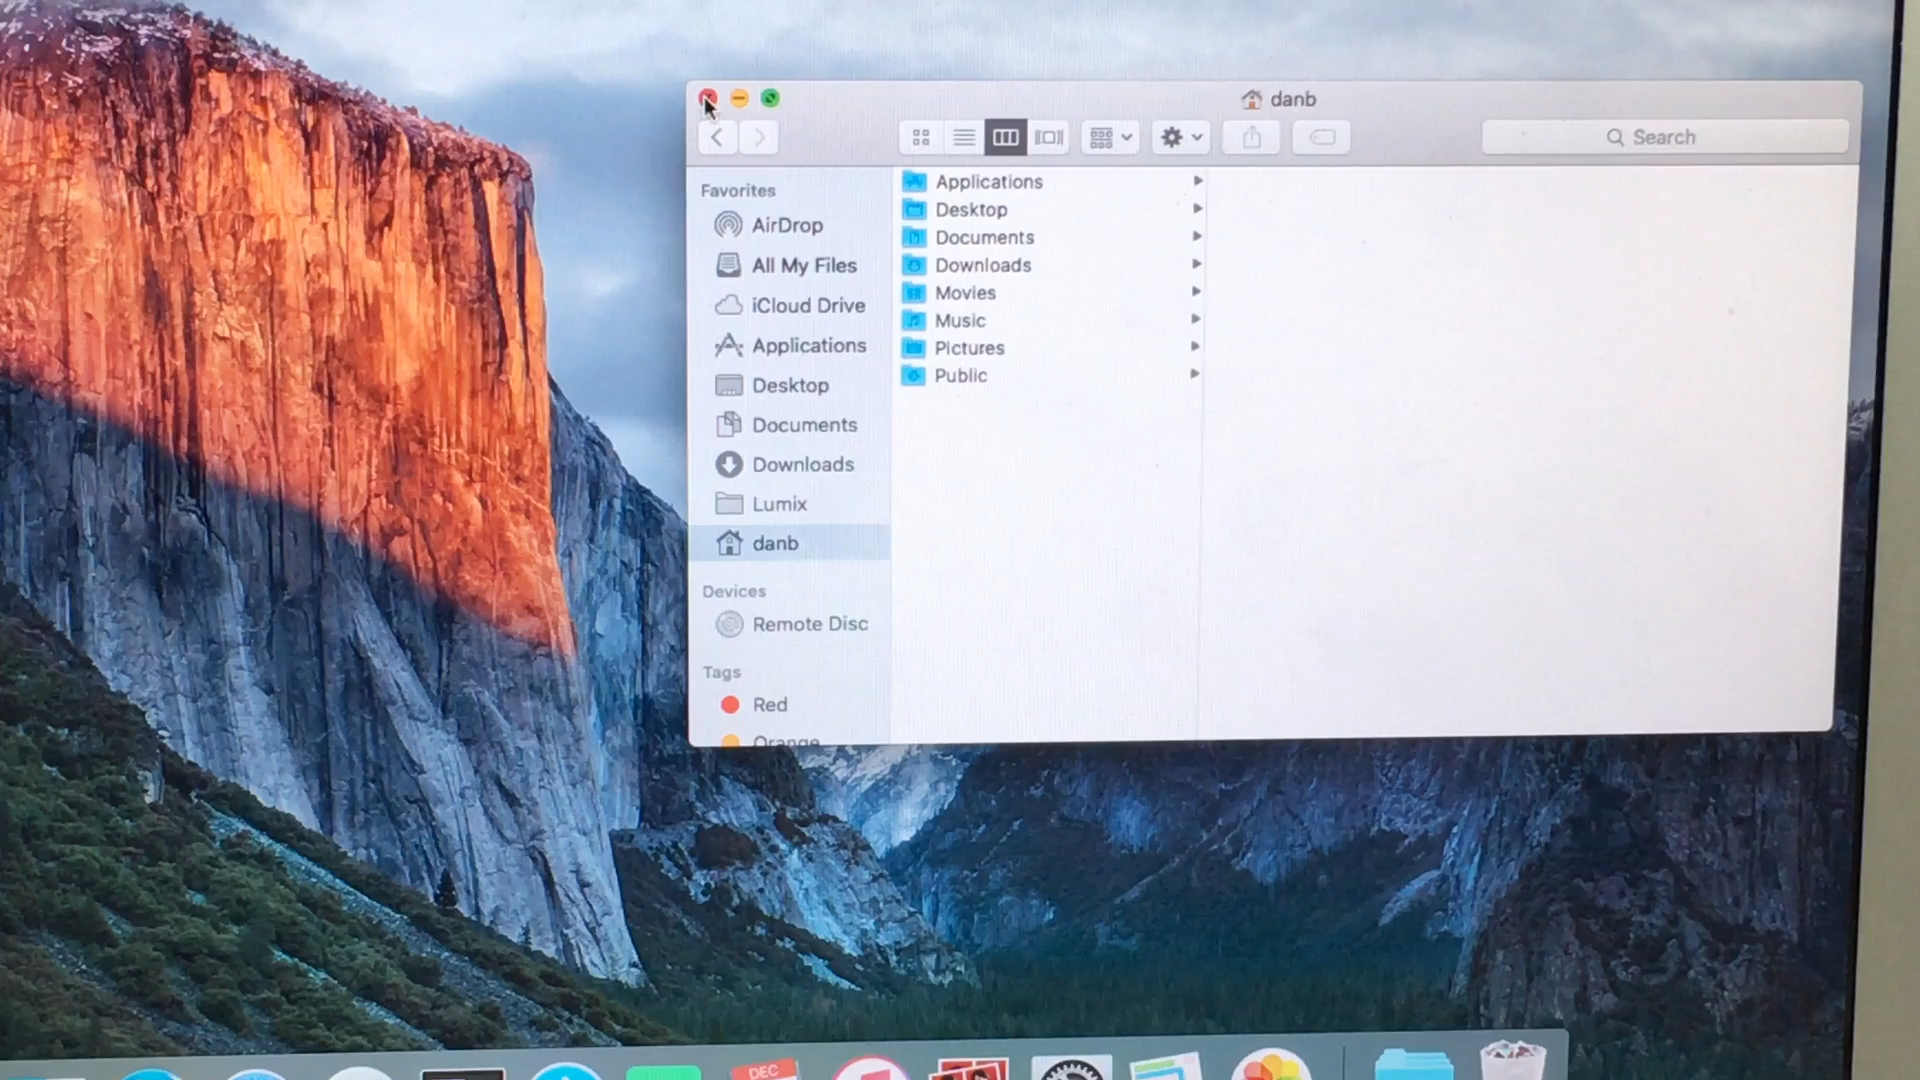 danb
Search
Favorites
AirDrop
All My Files
iCloud Drive
Applications
Desktop
Documents
Downloads
Lumix
danb
Devices
Remote Disc
Tags
Red
Orange
Applications
Desktop
Documents
Downloads
Movies
Music
Pictures
Public
DEC